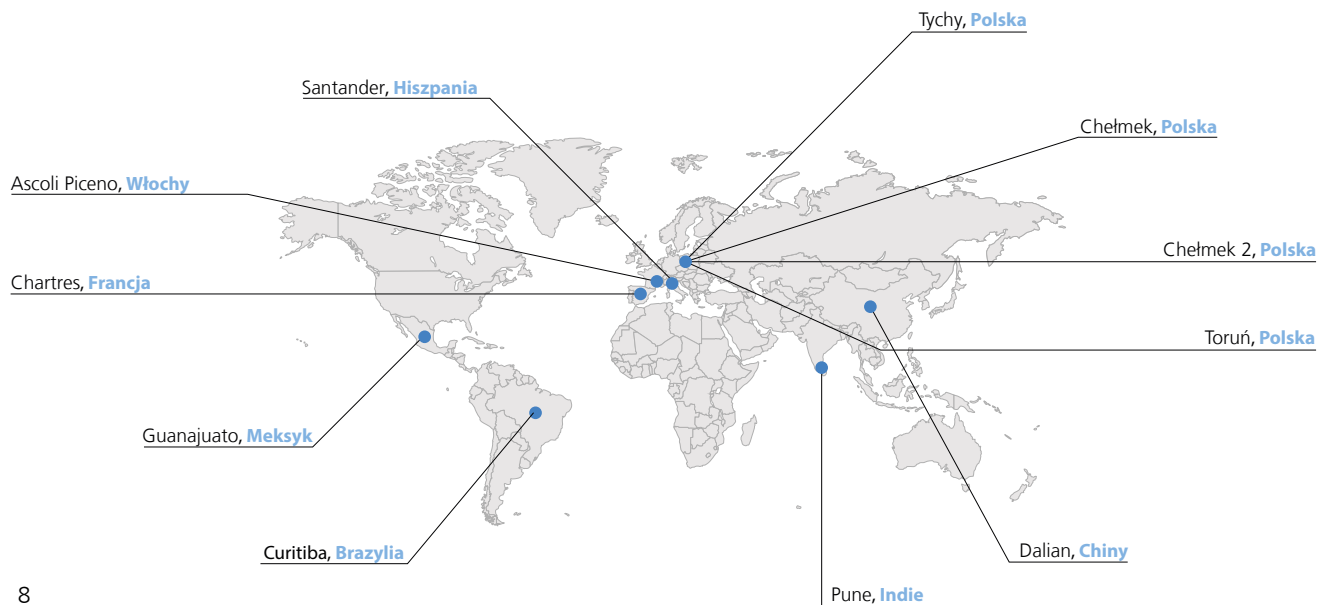 Tychy, Polska
Santander, Hiszpania
Chełmek, Polska
Ascoli Piceno, Włochy
Chełmek 2, Polska
Chartres, Francja
Toruń, Polska
Guanajuato, Meksyk
Curitiba, Brazylia
Dalian, Chiny
Pune, Indie
8